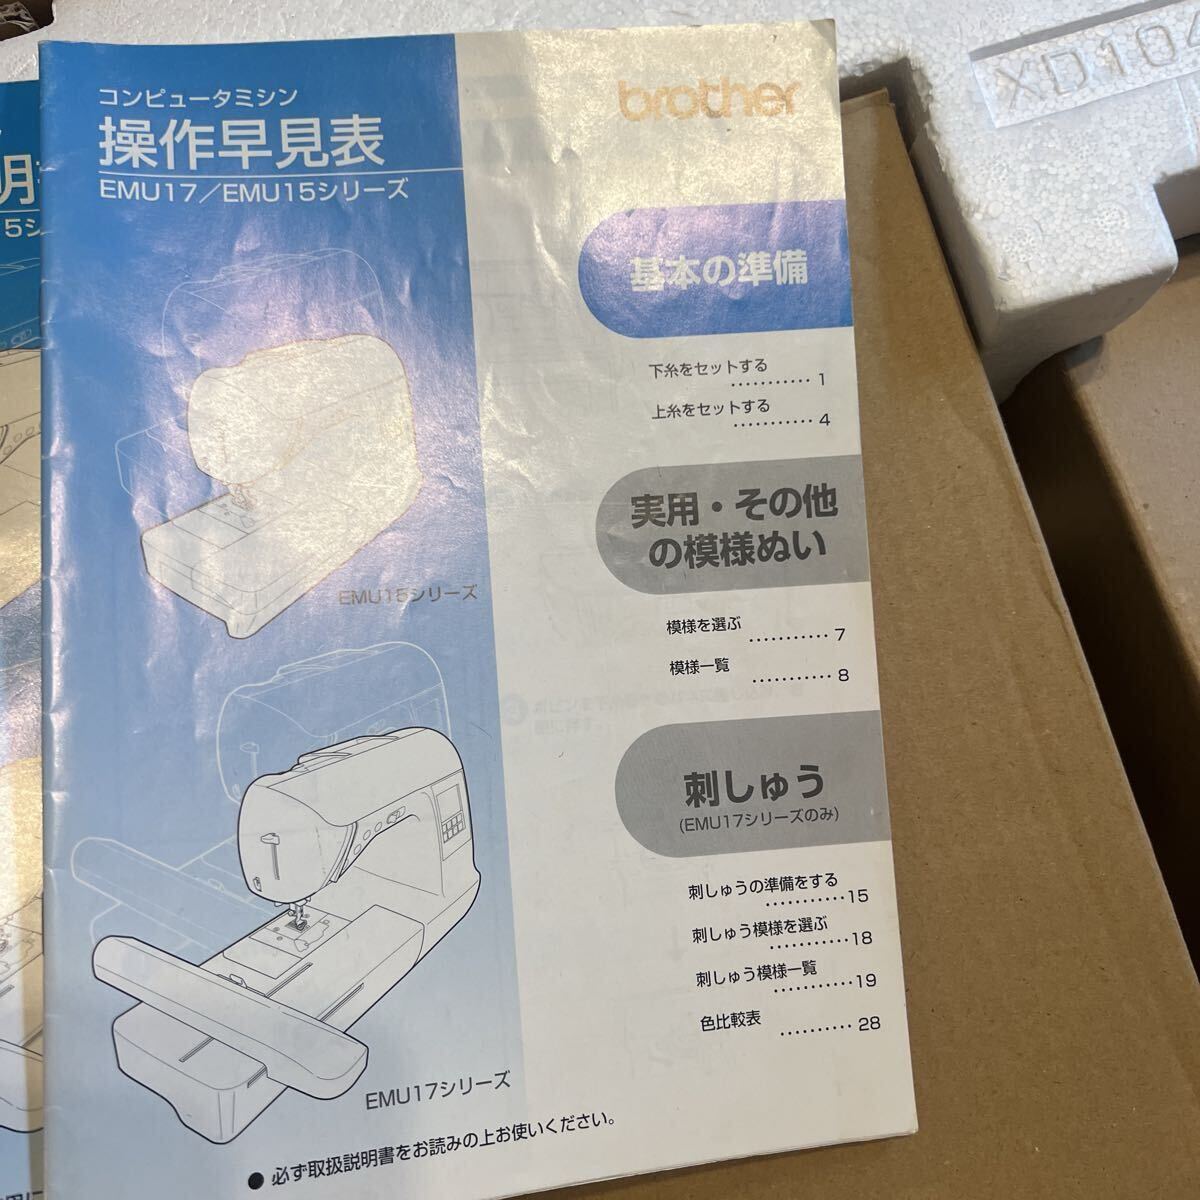 コンピュータミシン
操作早見表
EMU17／EMU15シリーズ
brother
基本の準備
下糸をセットする
........... 1
上糸をセットする
........... 4
実用・その他
の模様ぬい
模様を選ぶ
........... 7
模様一覧
........... 8
刺しゅう
(EMU17シリーズのみ)
刺しゅうの準備をする
...........15
刺しゅう模様を選ぶ
...........18
刺しゅう模様一覧
...........19
色比較表
.......... 28
EMU15シリーズ
EMU17シリーズ
● 必ず取扱説明書をお読みの上お使いください。
XD104
明
5シ